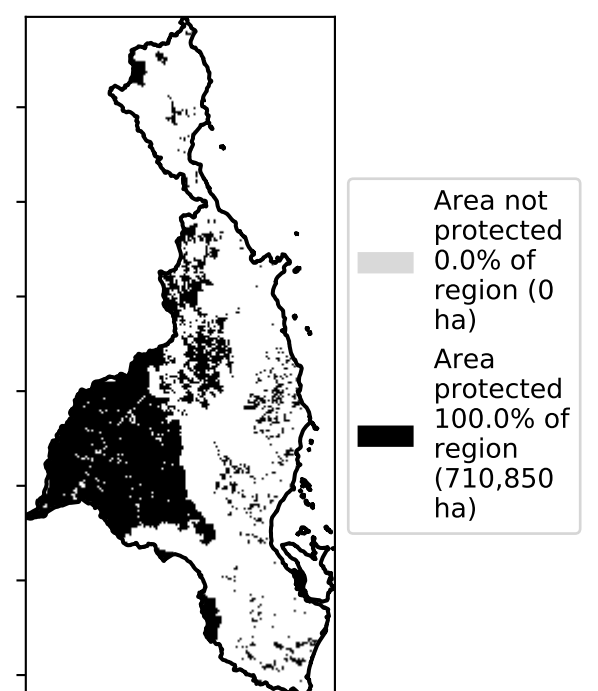 Area not
protected
0.0% of
region (0
ha)
Area
protected
100.0% of
region
(710,850
ha)